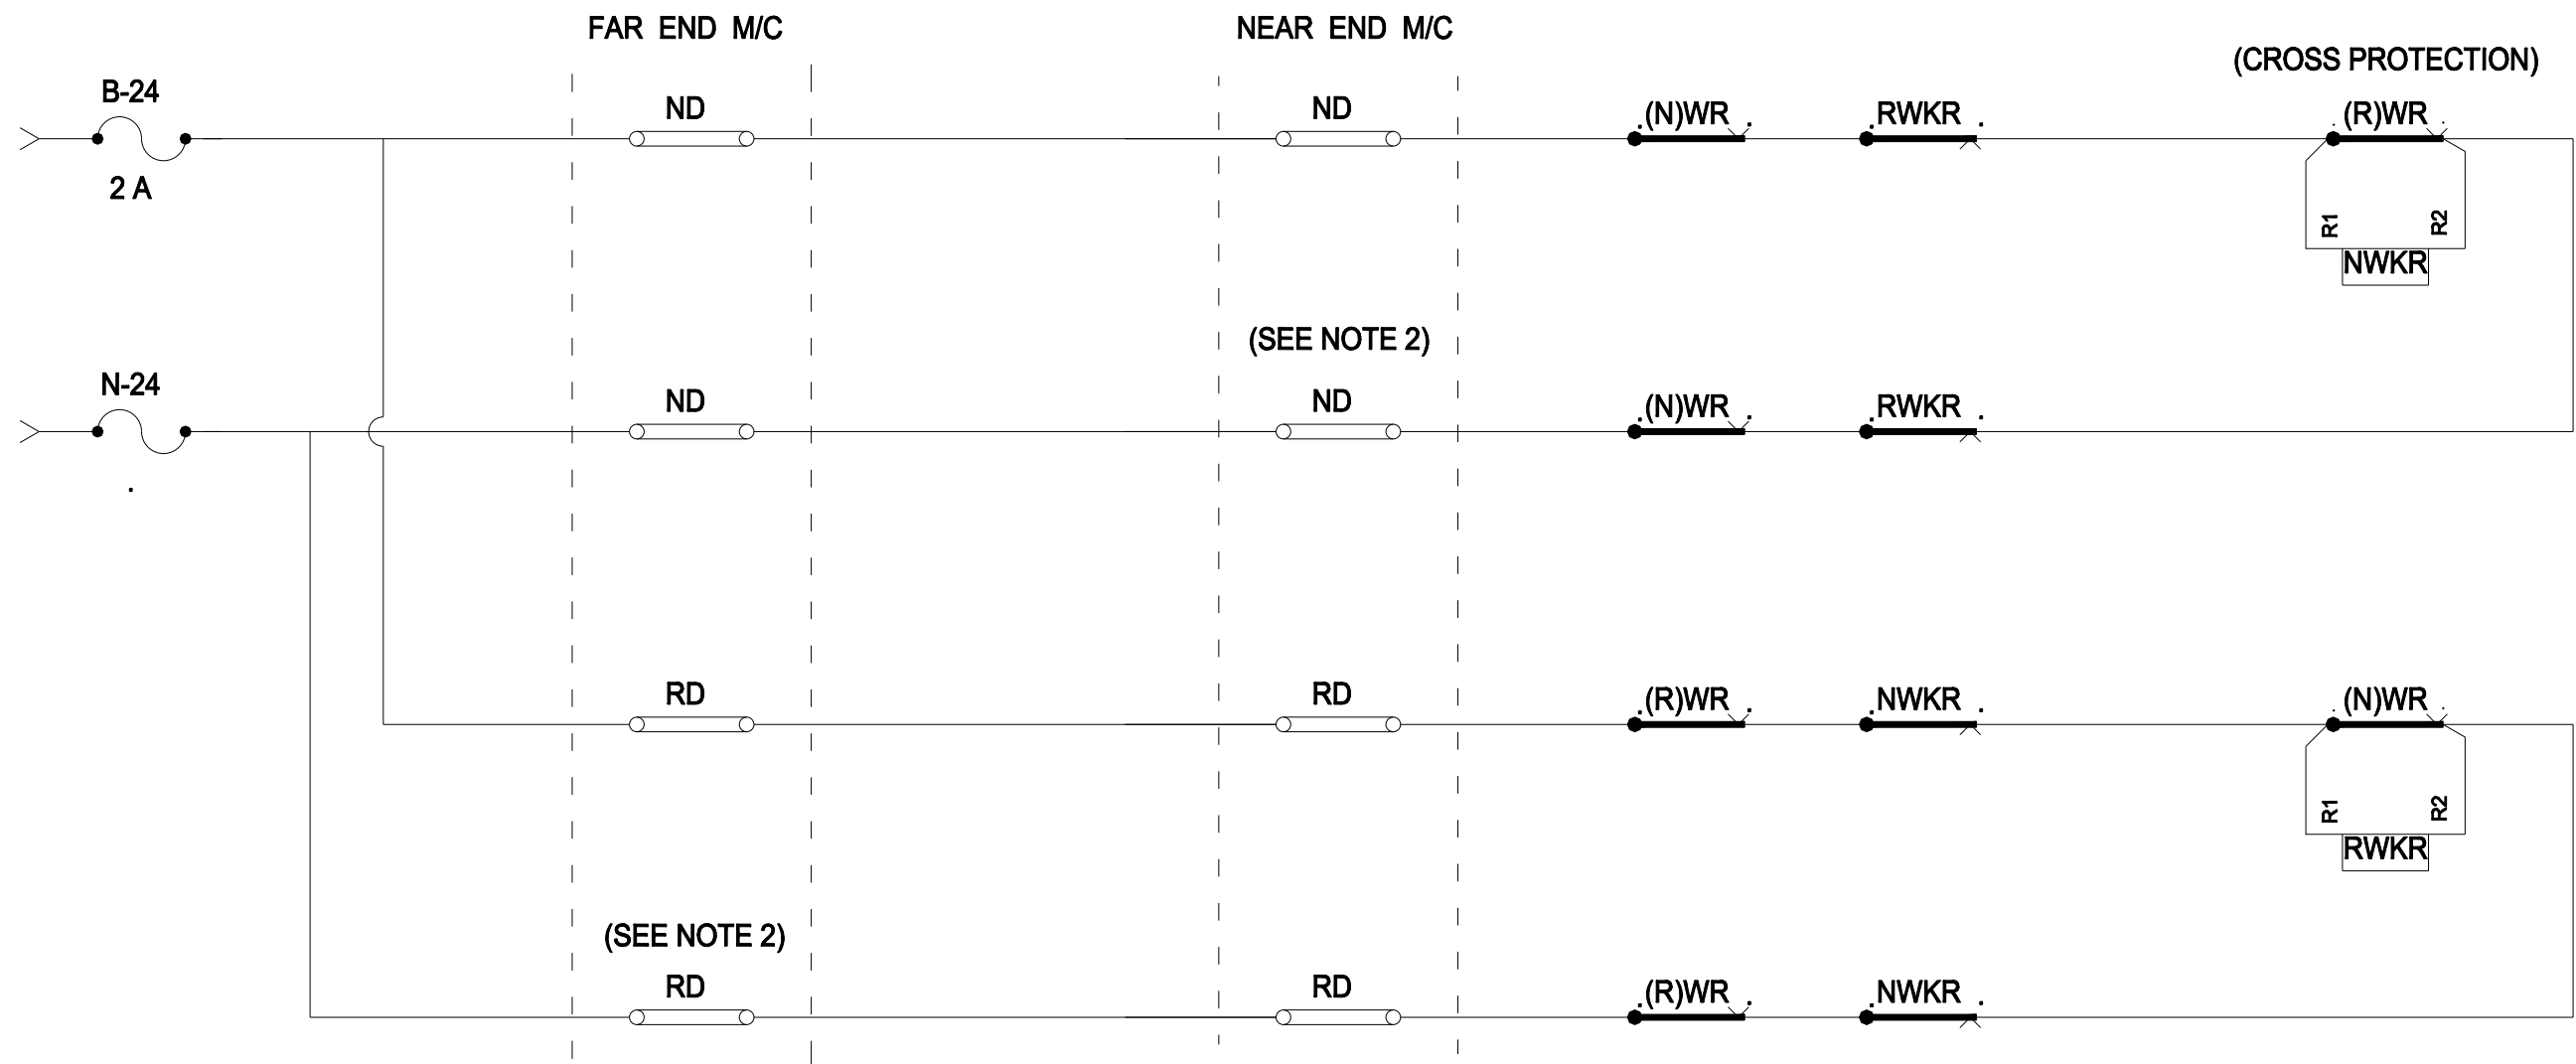 FAR END M/C
NEAR END M/C
(CROSS PROTECTION)
B-24
2 A
ND
ND
.(N)WR .
.RWKR .
. (R)WR .
R1
R2
NWKR
(SEE NOTE 2)
N-24
.
ND
ND
.(N)WR .
.RWKR .
RD
RD
.(R)WR .
.NWKR .
. (N)WR .
R1
R2
RWKR
(SEE NOTE 2)
RD
RD
.(R)WR .
.NWKR .